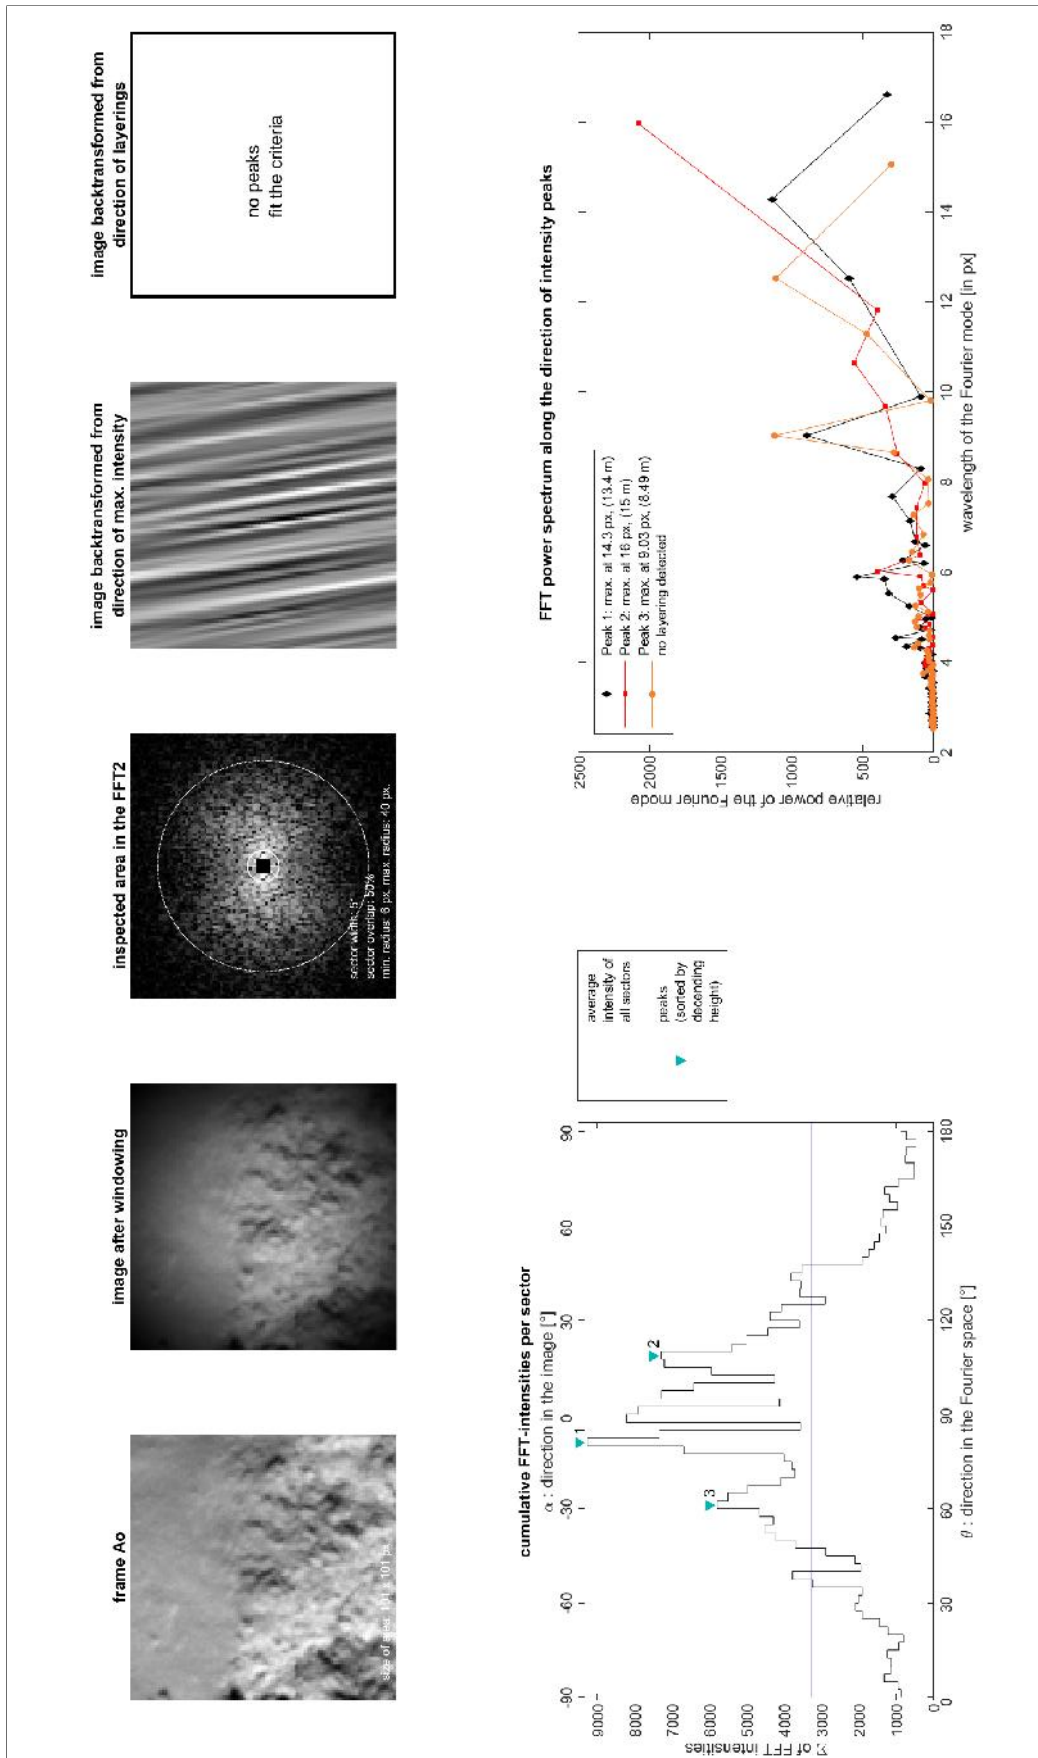 frame Ao
size of area: 101 x 101 px.
image after windowing
inspected area in the FFT2
sector width: 5°
sector overlap: 50%
min. radius: 6 px. max. radius: 40 px.
image backtransformed from
direction of max. intensity
image backtransformed from
direction of layerings
no peaks
fit the criteria
cumulative FFT-intensities per sector
α : direction in the image [°]
-90 -60 -30 0 30 60 90
Σ of FFT intensities
9000
8000
7000
6000
5000
4000
3000
2000
1000
0
1
2
3
0 30 60 90 120 150 180
θ : direction in the Fourier space [°]
average
intensity of
all sectors
peaks
(sorted by
decending
height)
FFT power spectrum along the direction of intensity peaks
relative power of the Fourier mode
2500
2000
1500
1000
500
0
Peak 1: max. at 14.3 px, (13.4 m)
Peak 2: max. at 16 px, (15 m)
Peak 3: max. at 9.03 px, (8.49 m)
no layering detected
2 4 6 8 10 12 14 16 18
wavelength of the Fourier mode [in px]